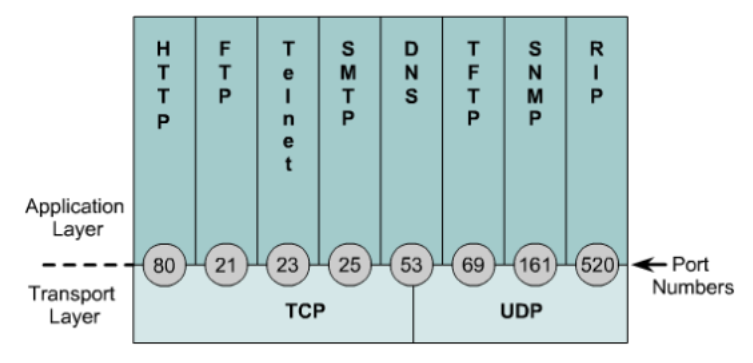 HTTP FTP Telnet SMTP DNS TFTP SNMP RIP
Application
Layer
80 21 23 25 53 69 161 520
Port
Numbers
Transport
Layer
TCP UDP